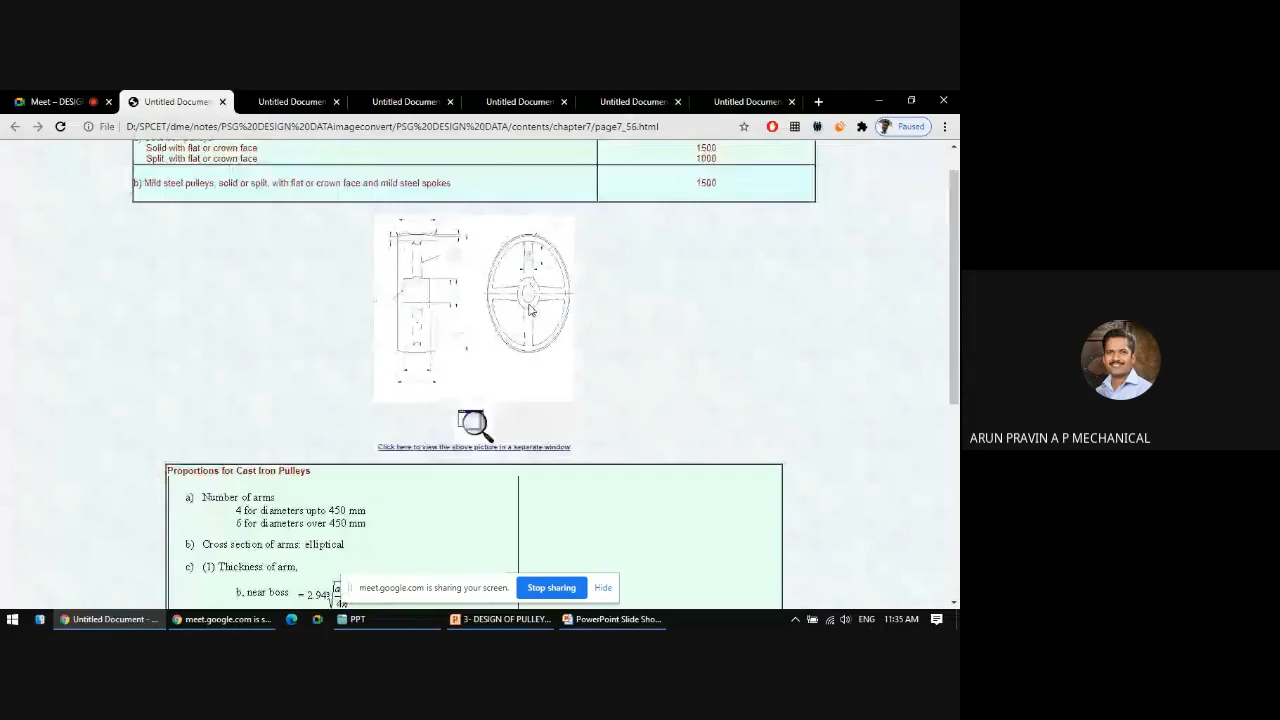 Meet – DESIG
Untitled Documen
Untitled Documen
Untitled Documen
Untitled Documen
Untitled Documen
Untitled Documen
File
D:/SPCET/dme/notes/PSG%20DESIGN%20DATAimageconvert/PSG%20DESIGN%20DATA/contents/chapter7/page7_56.html
Paused
Solid with flat or crown face 1500
Split, with flat or crown face 1000
b) Mild steel pulleys, solid or split, with flat or crown face and mild steel spokes 1500
Click here to view the above picture in a separate window
Proportions for Cast Iron Pulleys
a) Number of arms
4 for diameters upto 450 mm
6 for diameters over 450 mm
b) Cross section of arms: elliptical
c) (1) Thickness of arm,
b, near boss = 2.943
meet.google.com is sharing your screen.
Stop sharing
Hide
ARUN PRAVIN A P MECHANICAL
Untitled Document - ...
meet.google.com is s...
PPT
3- DESIGN OF PULLEY...
PowerPoint Slide Sho...
ENG
11:35 AM